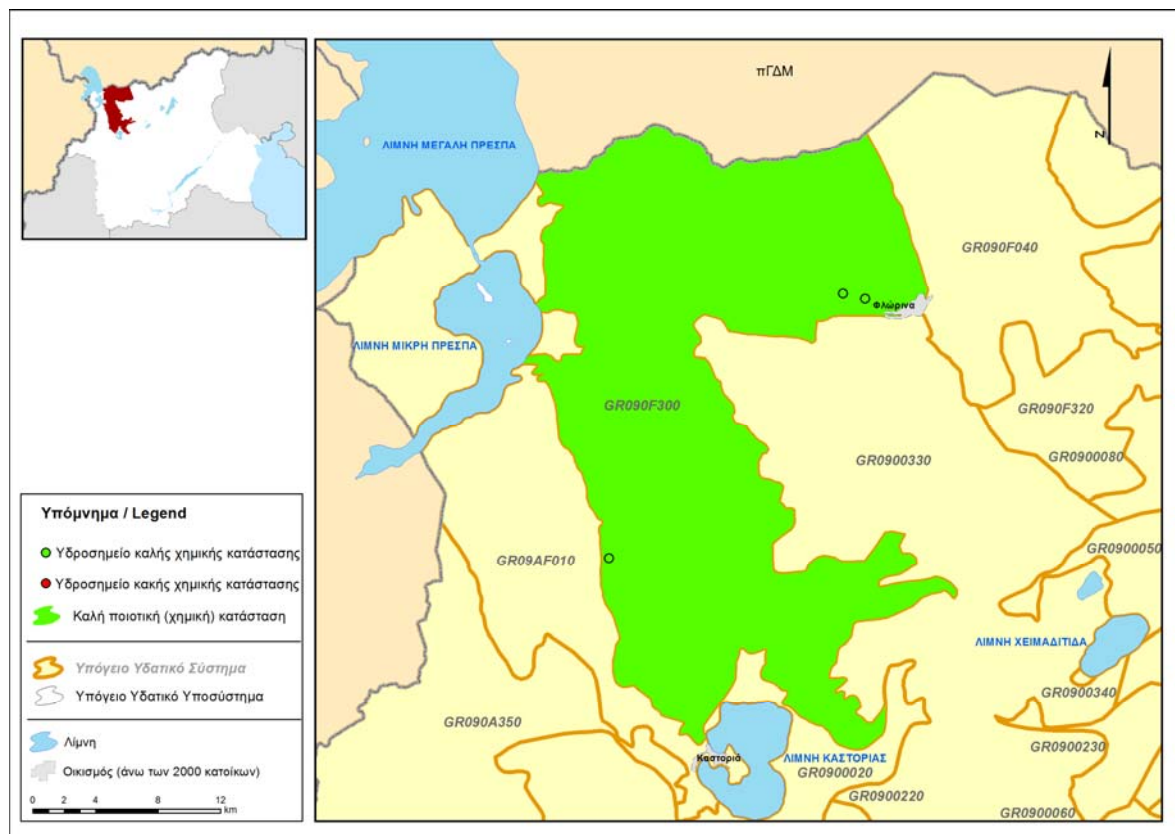 πΓΔΜ
Z
ΛΙΜΝΗ ΜΕΓΑΛΗ ΠΡΕΣΠΑ
GR090F040
Φλώρινα
ΛΙΜΝΗ ΜΙΚΡΗ ΠΡΕΣΠΑ
GR090F300
GR090F320
GR0900330
GR0900080
GR09AF010
GR0900050
ΛΙΜΝΗ ΧΕΙΜΑΔΙΤΙΔΑ
GR0900340
GR090A350
GR0900230
Καστοριά
ΛΙΜΝΗ ΚΑΣΤΟΡΙΑΣ
GR0900020
GR0900220
GR0900060
Υπόμνημα / Legend
Υδροσημείο καλής χημικής κατάστασης
Υδροσημείο κακής χημικής κατάστασης
Καλή ποιοτική (χημική) κατάσταση
Υπόγειο Υδατικό Σύστημα
Υπόγειο Υδατικό Υποσύστημα
Λίμνη
Οικισμός (άνω των 2000 κατοίκων)
0 2 4 8 12
km